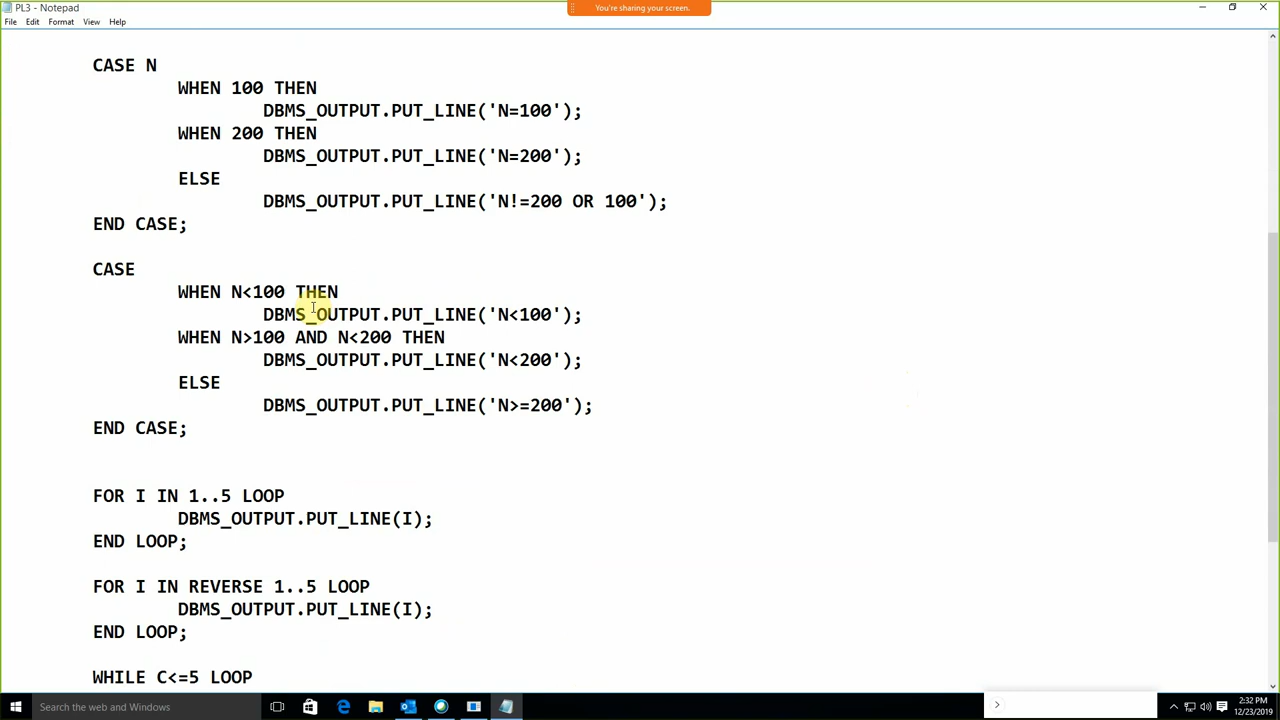 PL3 - Notepad
You're sharing your screen.
File Edit Format View Help
CASE N
WHEN 100 THEN
DBMS_OUTPUT.PUT_LINE('N=100');
WHEN 200 THEN
DBMS_OUTPUT.PUT_LINE('N=200');
ELSE
DBMS_OUTPUT.PUT_LINE('N!=200 OR 100');
END CASE;
CASE
WHEN N<100 THEN
DBMS_OUTPUT.PUT_LINE('N<100');
WHEN N>100 AND N<200 THEN
DBMS_OUTPUT.PUT_LINE('N<200');
ELSE
DBMS_OUTPUT.PUT_LINE('N>=200');
END CASE;
FOR I IN 1..5 LOOP
DBMS_OUTPUT.PUT_LINE(I);
END LOOP;
FOR I IN REVERSE 1..5 LOOP
DBMS_OUTPUT.PUT_LINE(I);
END LOOP;
WHILE C<=5 LOOP
Search the web and Windows
2:32 PM
12/23/2019